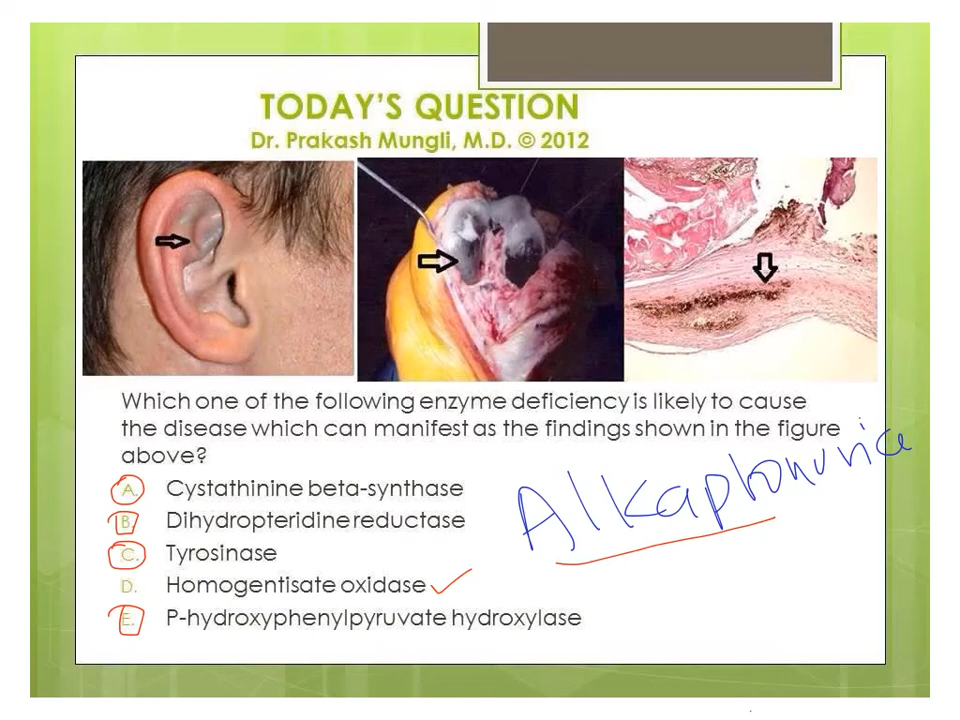 TODAY'S QUESTION
Dr. Prakash Mungli, M.D. © 2012
Which one of the following enzyme deficiency is likely to cause
the disease which can manifest as the findings shown in the figure
above?
A. Cystathinine beta-synthase
B. Dihydropteridine reductase
C. Tyrosinase
D. Homogentisate oxidase
E. P-hydroxyphenylpyruvate hydroxylase
Alkaptonuria